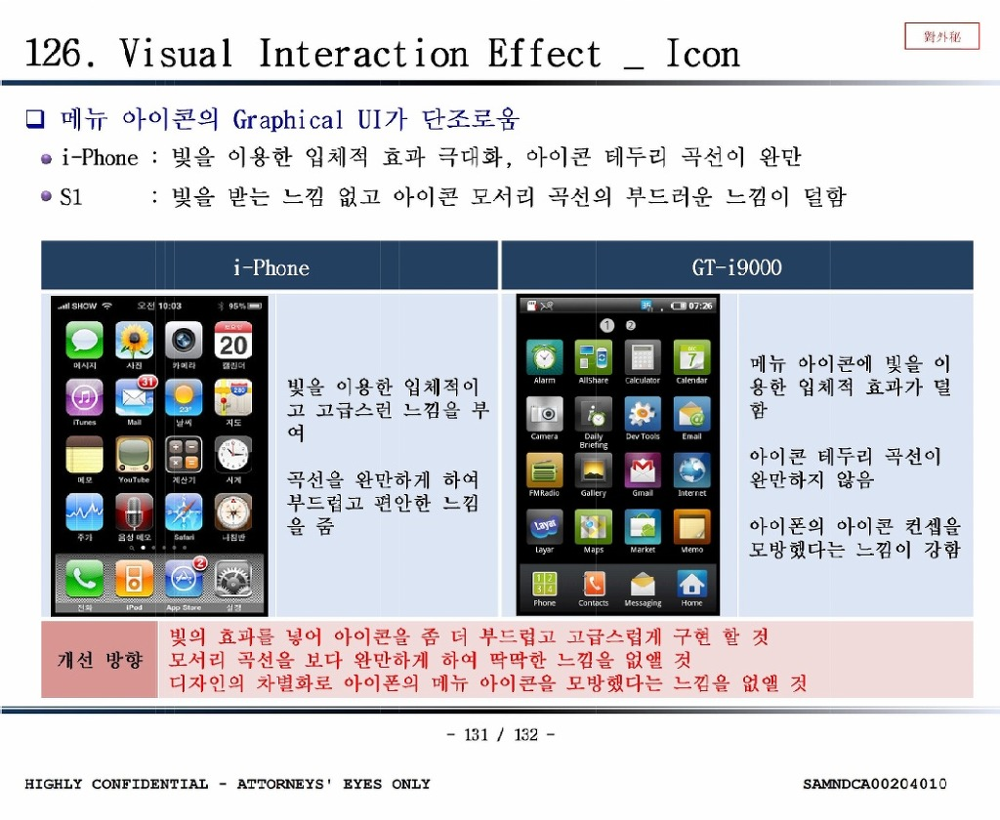 126. Visual Interaction Effect _ Icon
對外秘
❑ 메뉴 아이콘의 Graphical UI가 단조로움
● i-Phone : 빛을 이용한 입체적 효과 극대화, 아이콘 테두리 곡선이 완만
● S1 : 빛을 받는 느낌 없고 아이콘 모서리 곡선의 부드러운 느낌이 덜함
i-Phone
GT-i9000
SHOW 오전 10:03 95%
메시지 사진 카메라 캘린더
20
31
iTunes Mail 날씨 지도
23°
280
메모 YouTube 계산기 시계
주가 음성 메모 Safari 나침반
2
전화 iPod App Store 설정
빛을 이용한 입체적이
고 고급스런 느낌을 부
여
곡선을 완만하게 하여
부드럽고 편안한 느낌
을 줌
07:26
1 2
Alarm AllShare Calculator Calendar
7
Camera Daily Briefing Dev Tools Email
FMRadio Gallery Gmail Internet
Layar
Layar Maps Market Memo
1 2
3 4
Phone Contacts Messaging Home
메뉴 아이콘에 빛을 이
용한 입체적 효과가 덜
함
아이콘 테두리 곡선이
완만하지 않음
아이폰의 아이콘 컨셉을
모방했다는 느낌이 강함
개선 방향
빛의 효과를 넣어 아이콘을 좀 더 부드럽고 고급스럽게 구현 할 것
모서리 곡선을 보다 완만하게 하여 딱딱한 느낌을 없앨 것
디자인의 차별화로 아이폰의 메뉴 아이콘을 모방했다는 느낌을 없앨 것
- 131 / 132 -
HIGHLY CONFIDENTIAL - ATTORNEYS' EYES ONLY
SAMNDCA00204010